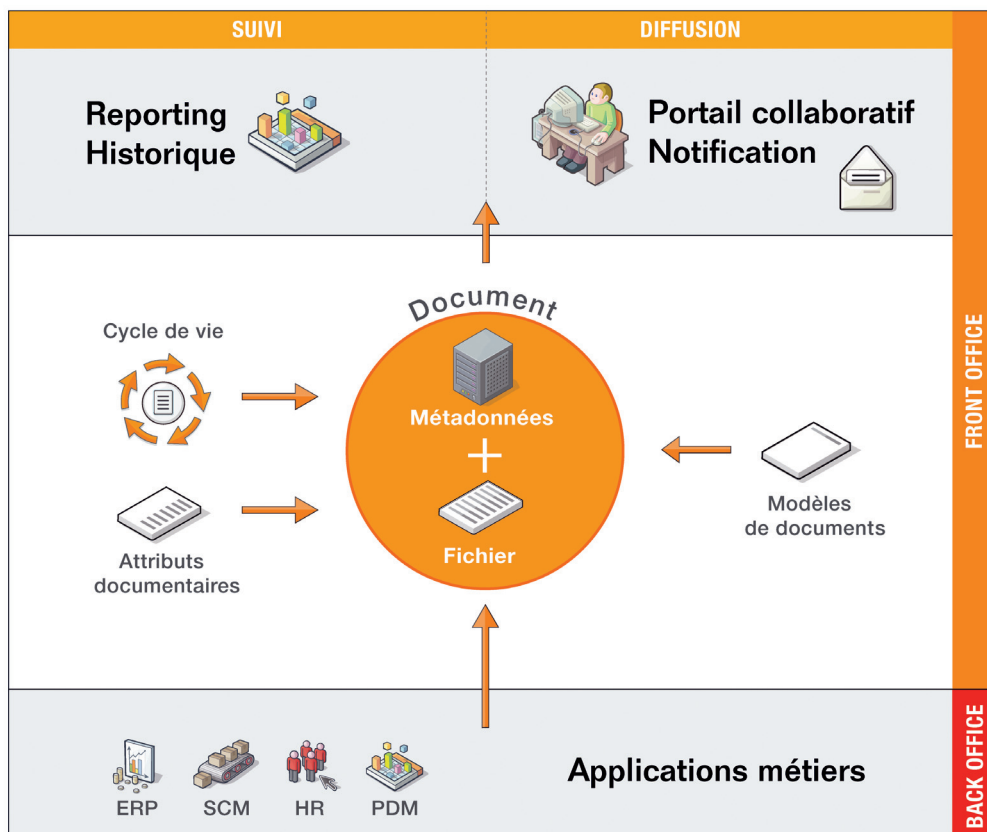 SUIVI
DIFFUSION
Reporting
Historique
Portail collaboratif
Notification
Document
Cycle de vie
Métadonnées
+
Fichier
Attributs
documentaires
Modèles
de documents
FRONT OFFICE
ERP
SCM
HR
PDM
Applications métiers
BACK OFFICE